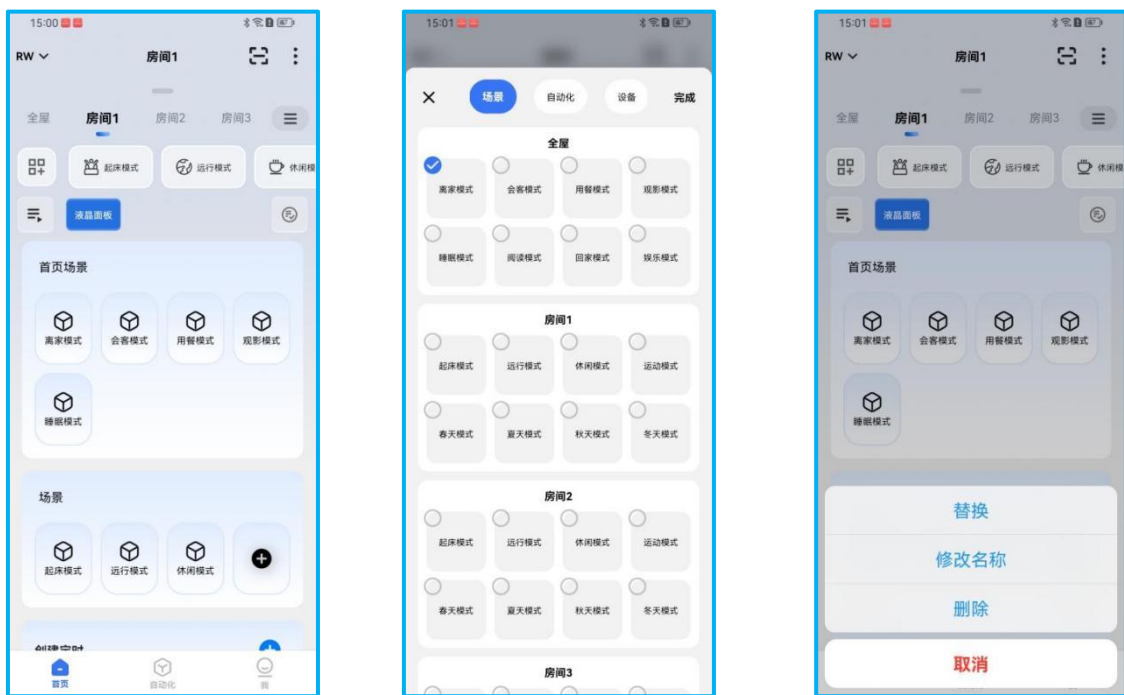 15:00
RW
房间1
全屋 房间1 房间2 房间3
起床模式 远行模式 休闲模
液晶面板
首页场景
离家模式 会客模式 用餐模式 观影模式
睡眠模式
场景
起床模式 远行模式 休闲模式
创建定时
首页 自动化 我
15:01
场景 自动化 设备 完成
全屋
离家模式 会客模式 用餐模式 观影模式
睡眠模式 阅读模式 回家模式 娱乐模式
房间1
起床模式 远行模式 休闲模式 运动模式
春天模式 夏天模式 秋天模式 冬天模式
房间2
起床模式 远行模式 休闲模式 运动模式
春天模式 夏天模式 秋天模式 冬天模式
房间3
15:01
RW
房间1
全屋 房间1 房间2 房间3
起床模式 远行模式 休闲模
液晶面板
首页场景
离家模式 会客模式 用餐模式 观影模式
睡眠模式
替换
修改名称
删除
取消